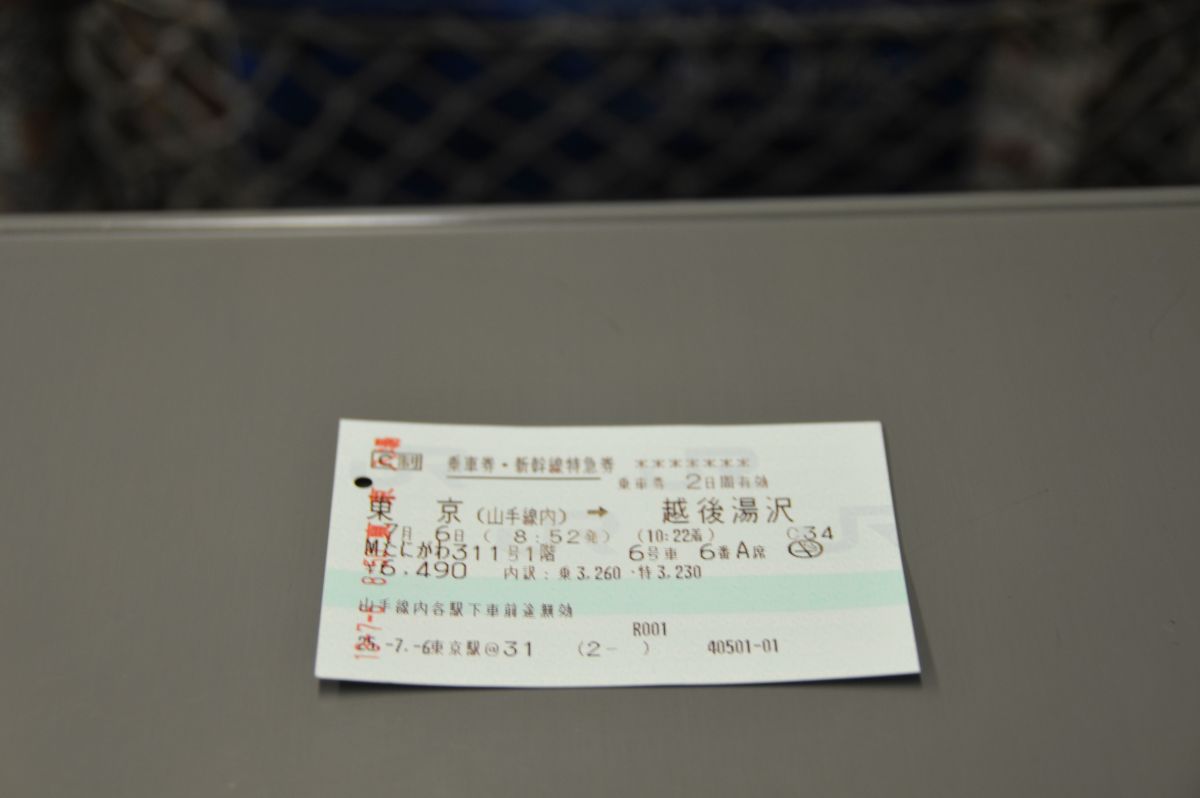 乗車券・新幹線特急券 *******
乗車券 2日間有効
東 京 (山手線内) → 越後湯沢
7月 6日 ( 8:52発) (10:22着) C34
Mたにがわ311号1階 6号車 6番A席
¥6.490 内訳:乗3,260・特3,230
山手線内各駅下車前途無効
R001
25.-7.-6東京駅@31 (2- ) 40501-01